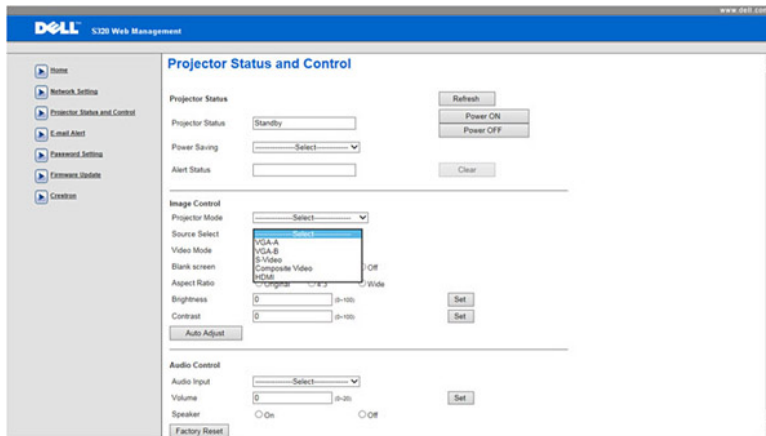 www.dell.com
DELL™ S320 Web Management
Home
Network Setting
Projector Status and Control
E-mail Alert
Password Setting
Firmware Update
Crestron
Projector Status and Control
Projector Status
Refresh
Power ON
Projector Status Standby
Power OFF
Power Saving ----Select----
Alert Status Clear
Image Control
Projector Mode ----Select----
Source Select ----Select----
VGA-A
Video Mode VGA-B
S-Video
Blank screen Composite Video Off
HDMI
Aspect Ratio Original 4:3 Wide
Brightness 0 (0~100) Set
Contrast 0 (0~100) Set
Auto Adjust
Audio Control
Audio Input ----Select----
Volume 0 (0~20) Set
Speaker On Off
Factory Reset